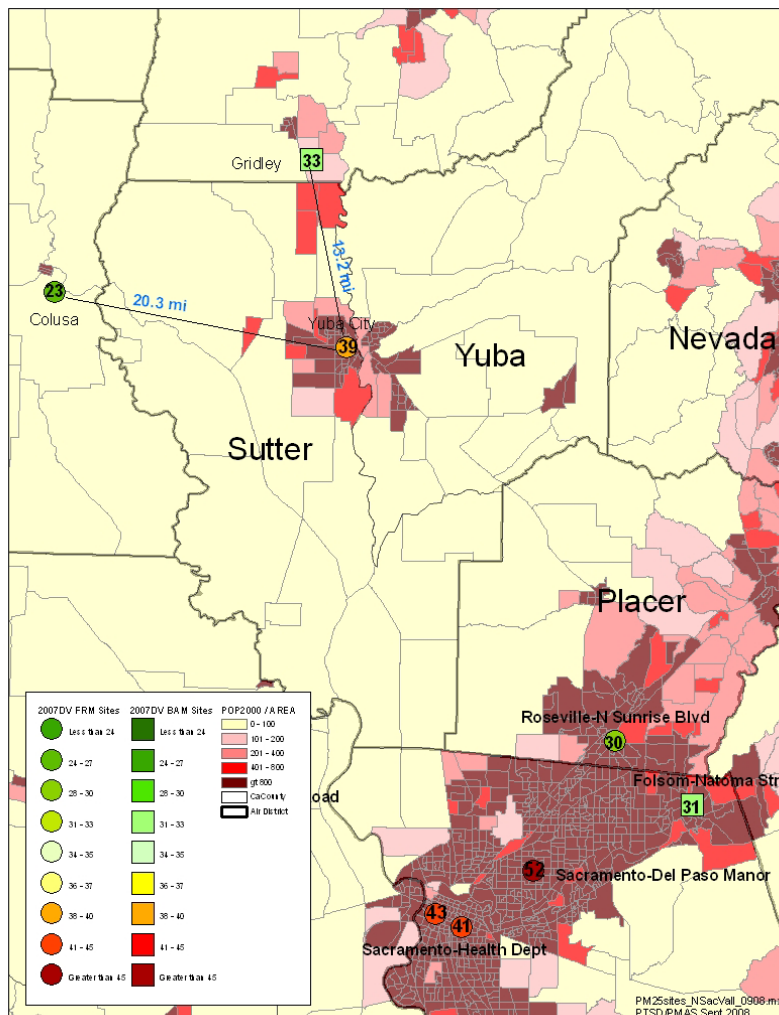 Gridley
33
13.2 mi
23
Colusa
20.3 mi
Yuba City
39
Yuba
Nevada
Sutter
Placer
Roseville-N Sunrise Blvd
30
Folsom-Natoma Str
31
52
Sacramento-Del Paso Manor
43
41
Sacramento-Health Dept
oad
2007DV FRM Sites
Less than 24
24 - 27
28 - 30
31 - 33
34 - 35
36 - 37
38 - 40
41 - 45
Greater than 45
2007DV BAM Sites
Less than 24
24 - 27
28 - 30
31 - 33
34 - 35
36 - 37
38 - 40
41 - 45
Greater than 45
POP2000 / AREA
0 - 100
101 - 200
201 - 400
401 - 800
gt 800
CaCounty
Air District
PM25sites_NSacVall_0908.m
PTSD/PMAS Sept 2008